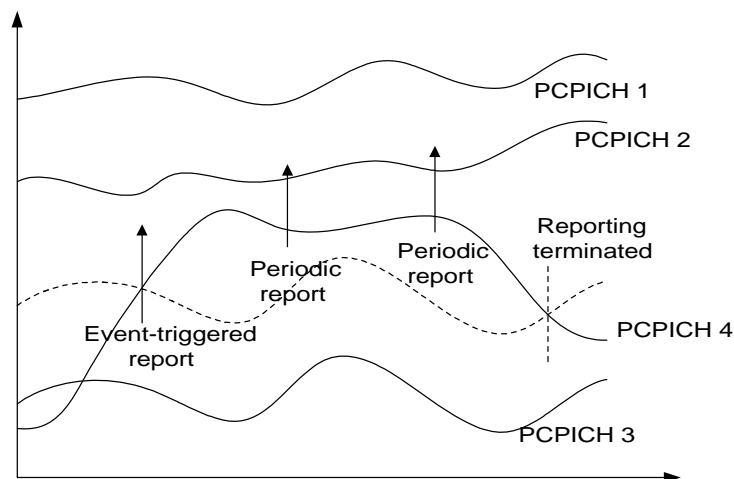 PCPICH 1
PCPICH 2
Reporting
terminated
Periodic
report
Periodic
report
Event-triggered
report
PCPICH 4
PCPICH 3